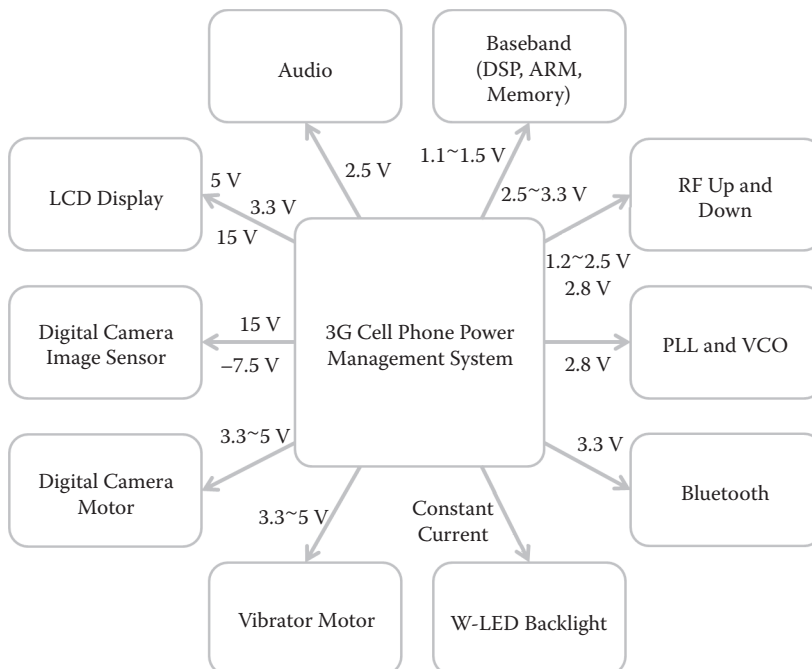 Audio
Baseband
(DSP, ARM,
Memory)
2.5 V
1.1~1.5 V
LCD Display
5 V
3.3 V
15 V
2.5~3.3 V
RF Up and
Down
1.2~2.5 V
2.8 V
Digital Camera
Image Sensor
15 V
–7.5 V
3G Cell Phone Power
Management System
2.8 V
PLL and VCO
Digital Camera
Motor
3.3~5 V
3.3 V
Bluetooth
3.3~5 V
Constant
Current
Vibrator Motor
W-LED Backlight